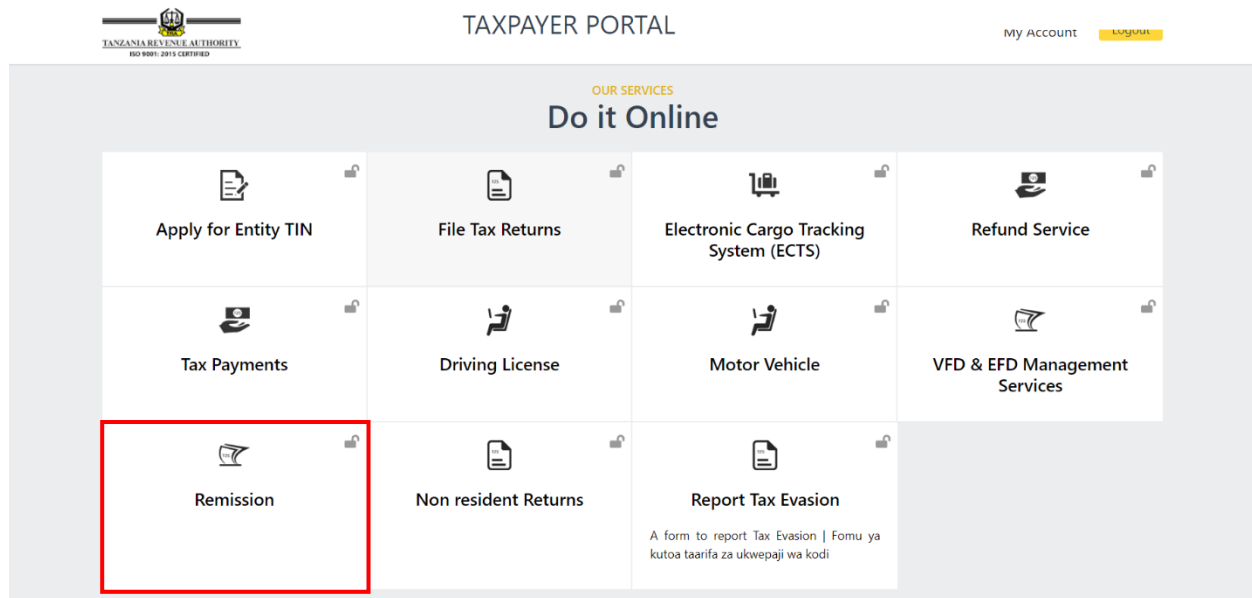 TAXPAYER PORTAL
TANZANIA REVENUE AUTHORITY
ISO 9001: 2015 CERTIFIED
My Account
Logout
OUR SERVICES
Do it Online
Apply for Entity TIN
File Tax Returns
Electronic Cargo Tracking
System (ECTS)
Refund Service
Tax Payments
Driving License
Motor Vehicle
VFD & EFD Management
Services
Remission
Non resident Returns
Report Tax Evasion
A form to report Tax Evasion | Fomu ya
kutoa taarifa za ukwepaji wa kodi